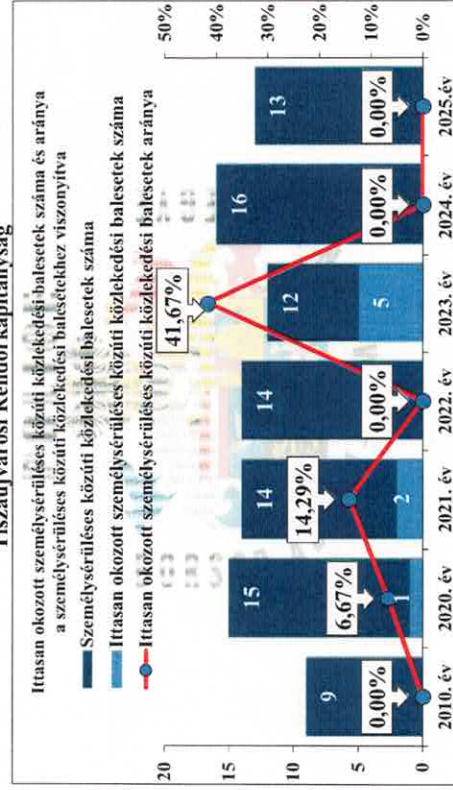 Tiszaújvárosi Rendőrkapitányság
Ittasan okozott személysérüléses közúti közlekedési balesetek száma és aránya
a személysérüléses közúti közlekedési balesetekhez viszonyítva
Személysérüléses közúti közlekedési balesetek száma
Ittasan okozott személysérüléses közúti közlekedési balesetek száma
Ittasan okozott személysérüléses közúti közlekedési balesetek aránya
20
15
10
5
0
50%
40%
30%
20%
10%
0%
9
15
14
14
12
16
13
1
2
5
0,00%
6,67%
14,29%
0,00%
41,67%
0,00%
0,00%
2010. év
2020. év
2021. év
2022. év
2023. év
2024. év
2025.év